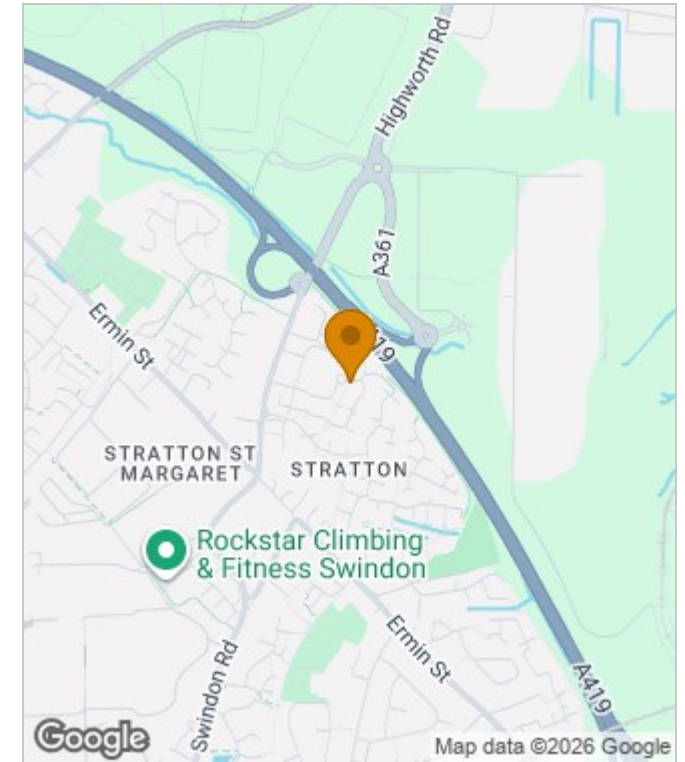 Highworth Rd
A361
Ermin St
A419
STRATTON ST
MARGARET
STRATTON
Rockstar Climbing
& Fitness Swindon
Ermin St
Swindon Rd
A419
Google
Map data ©2026 Google